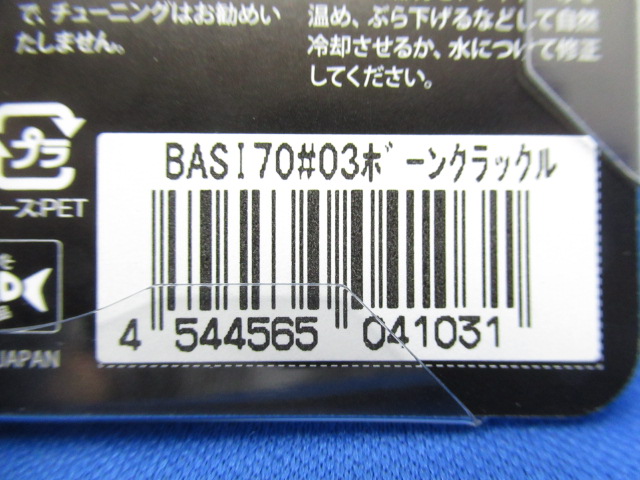 で、チューニングはお勧めい
たしません。
温め、ぶら下げるなどして自然
冷却させるか、水につけて修正
してください。
プラ
ース:PET
BASI70#03ボーンクラックル
4 544565 041031
JAPAN